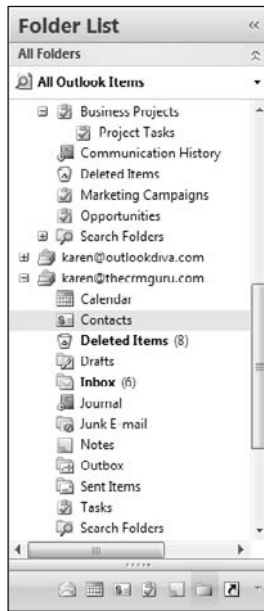 Folder List
All Folders
All Outlook Items
Business Projects
Project Tasks
Communication History
Deleted Items
Marketing Campaigns
Opportunities
Search Folders
karen@outlookdiva.com
karen@thecrmguru.com
Calendar
Contacts
Deleted Items (8)
Drafts
Inbox (6)
Journal
Junk E-mail
Notes
Outbox
Sent Items
Tasks
Search Folders